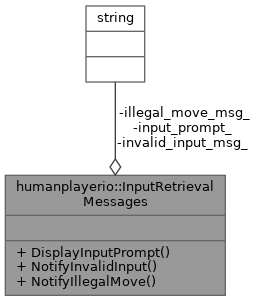 string
-illegal_move_msg_
-input_prompt_
-invalid_input_msg_
humanplayerio::InputRetrieval
Messages
+ DisplayInputPrompt()
+ NotifyInvalidInput()
+ NotifyIllegalMove()